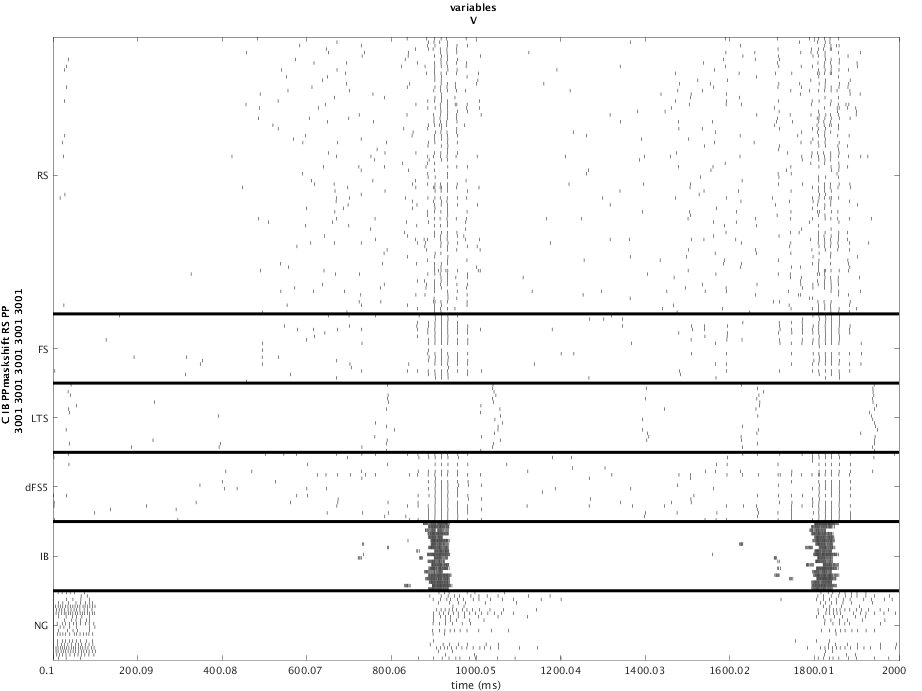 variables
V
C IB PPmaskshift RS PP
3001 3001 3001 3001 3001
RS
FS
LTS
dFS5
IB
NG
0.1 200.09 400.08 600.07 800.06 1000.05 1200.04 1400.03 1600.02 1800.01 2000
time (ms)